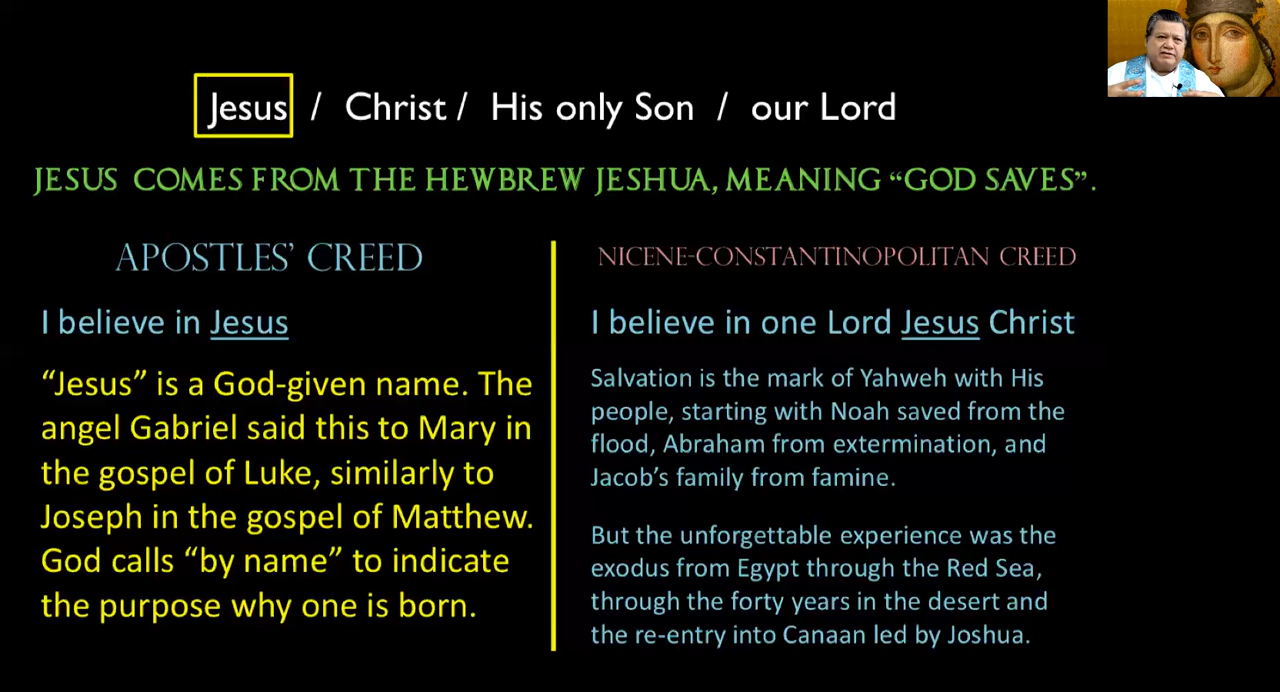 Jesus / Christ / His only Son / our Lord
JESUS COMES FROM THE HEWBREW JESHUA, MEANING “GOD SAVES”.
APOSTLES’ CREED
I believe in Jesus
“Jesus” is a God-given name. The
angel Gabriel said this to Mary in
the gospel of Luke, similarly to
Joseph in the gospel of Matthew.
God calls “by name” to indicate
the purpose why one is born.
NICENE-CONSTANTINOPOLITAN CREED
I believe in one Lord Jesus Christ
Salvation is the mark of Yahweh with His
people, starting with Noah saved from the
flood, Abraham from extermination, and
Jacob’s family from famine.
But the unforgettable experience was the
exodus from Egypt through the Red Sea,
through the forty years in the desert and
the re-entry into Canaan led by Joshua.